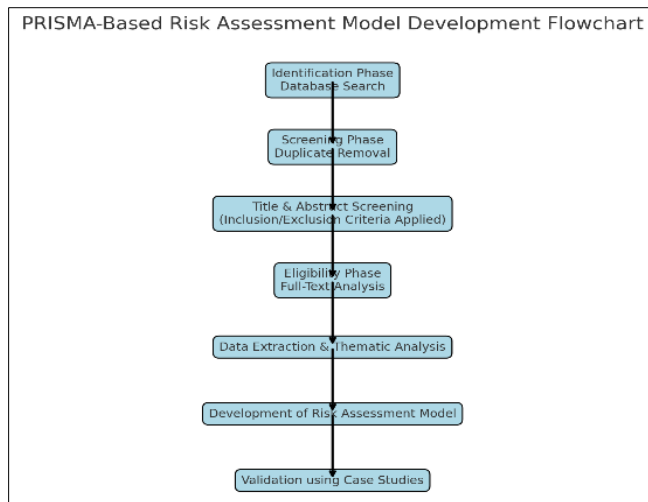 PRISMA-Based Risk Assessment Model Development Flowchart
Identification Phase
Database Search
Screening Phase
Duplicate Removal
Title & Abstract Screening
(Inclusion/Exclusion Criteria Applied)
Eligibility Phase
Full-Text Analysis
Data Extraction & Thematic Analysis
Development of Risk Assessment Model
Validation using Case Studies